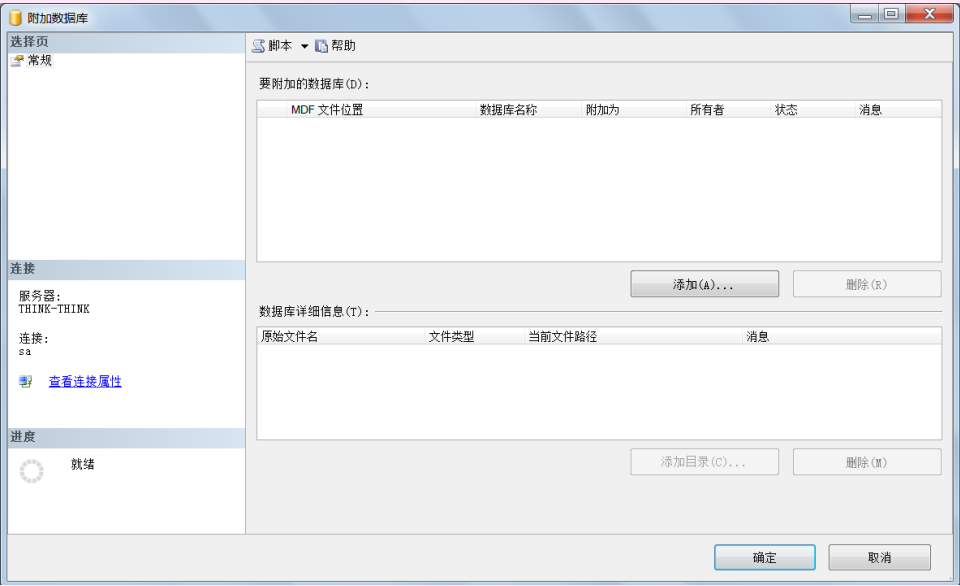 附加数据库
选择页
常规
脚本 帮助
要附加的数据库(D):
MDF 文件位置 数据库名称 附加为 所有者 状态 消息
添加(A)... 删除(R)
数据库详细信息(T):
原始文件名 文件类型 当前文件路径 消息
添加目录(C)... 删除(M)
连接
服务器:
THINK-THINK
连接:
sa
查看连接属性
进度
就绪
确定 取消